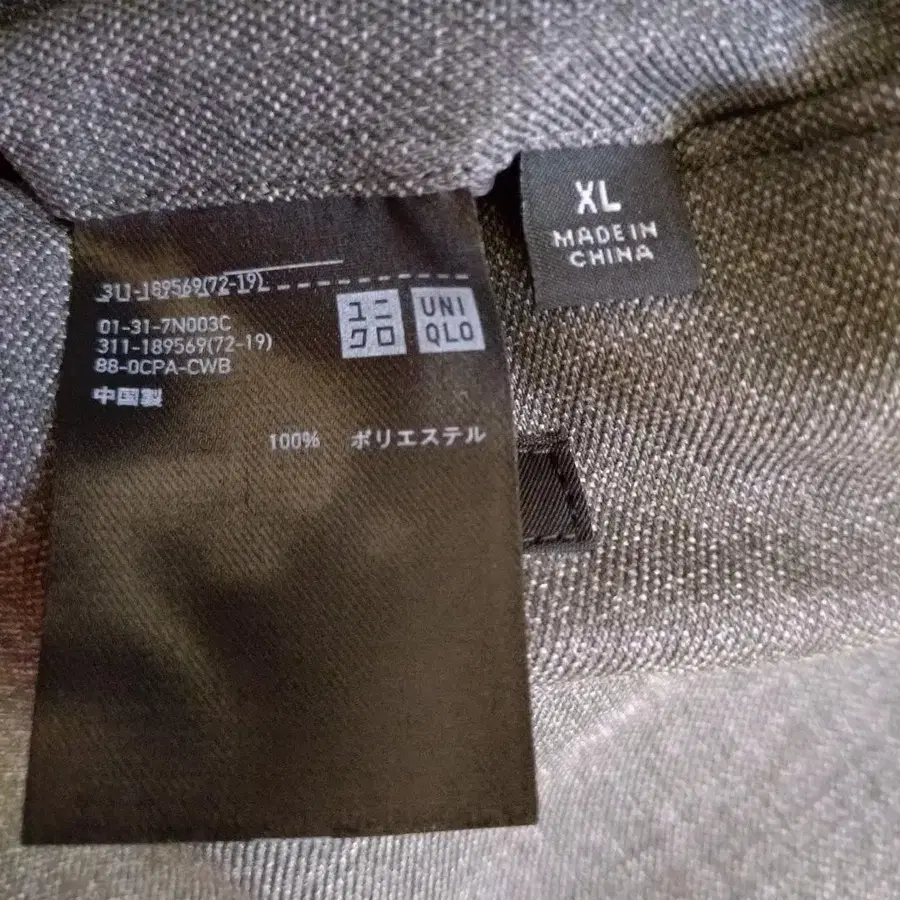 XL
MADE IN
CHINA
311-189569(72-19)
ユニ
クロ
UNI
QLO
01-31-7N003C
311-189569(72-19)
88-0CPA-CWB
中国製
100% ポリエステル